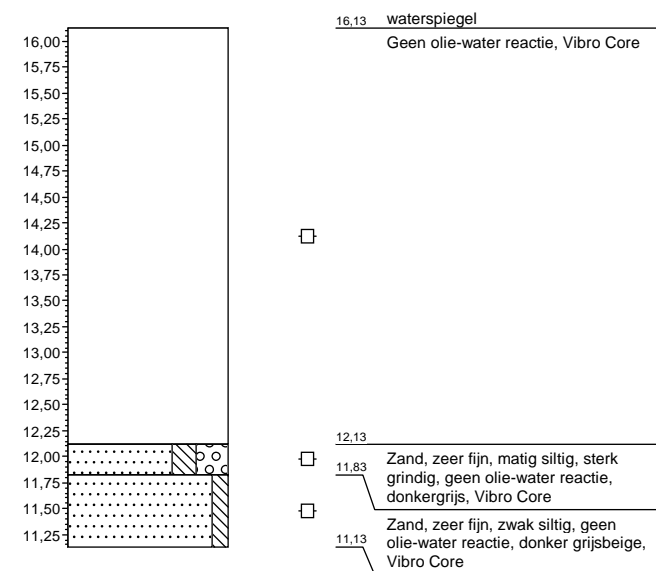 16,13 waterspiegel
Geen olie-water reactie, Vibro Core
16,00
15,75
15,50
15,25
15,00
14,75
14,50
14,25
14,00
13,75
13,50
13,25
13,00
12,75
12,50
12,25
12,00
11,75
11,50
11,25
12,13
11,83
Zand, zeer fijn, matig siltig, sterk
grindig, geen olie-water reactie,
donkergrijs, Vibro Core
11,13
Zand, zeer fijn, zwak siltig, geen
olie-water reactie, donker grijsbeige,
Vibro Core